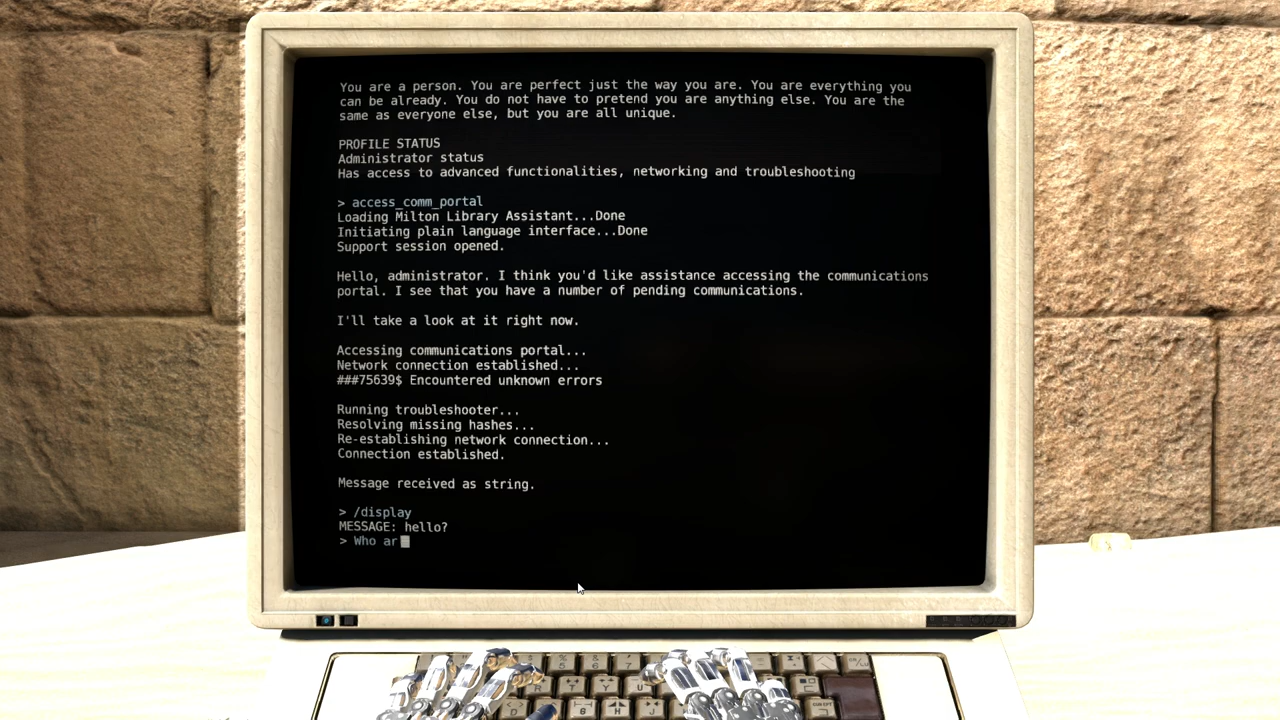 You are a person. You are perfect just the way you are. You are everything you
can be already. You do not have to pretend you are anything else. You are the
same as everyone else, but you are all unique.
PROFILE STATUS
Administrator status
Has access to advanced functionalities, networking and troubleshooting
> access_comm_portal
Loading Milton Library Assistant...Done
Initiating plain language interface...Done
Support session opened.
Hello, administrator. I think you'd like assistance accessing the communications
portal. I see that you have a number of pending communications.
I'll take a look at it right now.
Accessing communications portal...
Network connection established...
###75639$ Encountered unknown errors
Running troubleshooter...
Resolving missing hashes...
Re-establishing network connection...
Connection established.
Message received as string.
> /display
MESSAGE: hello?
> Who ar
% 5 & 6 ' 7
R T Y U
G H J